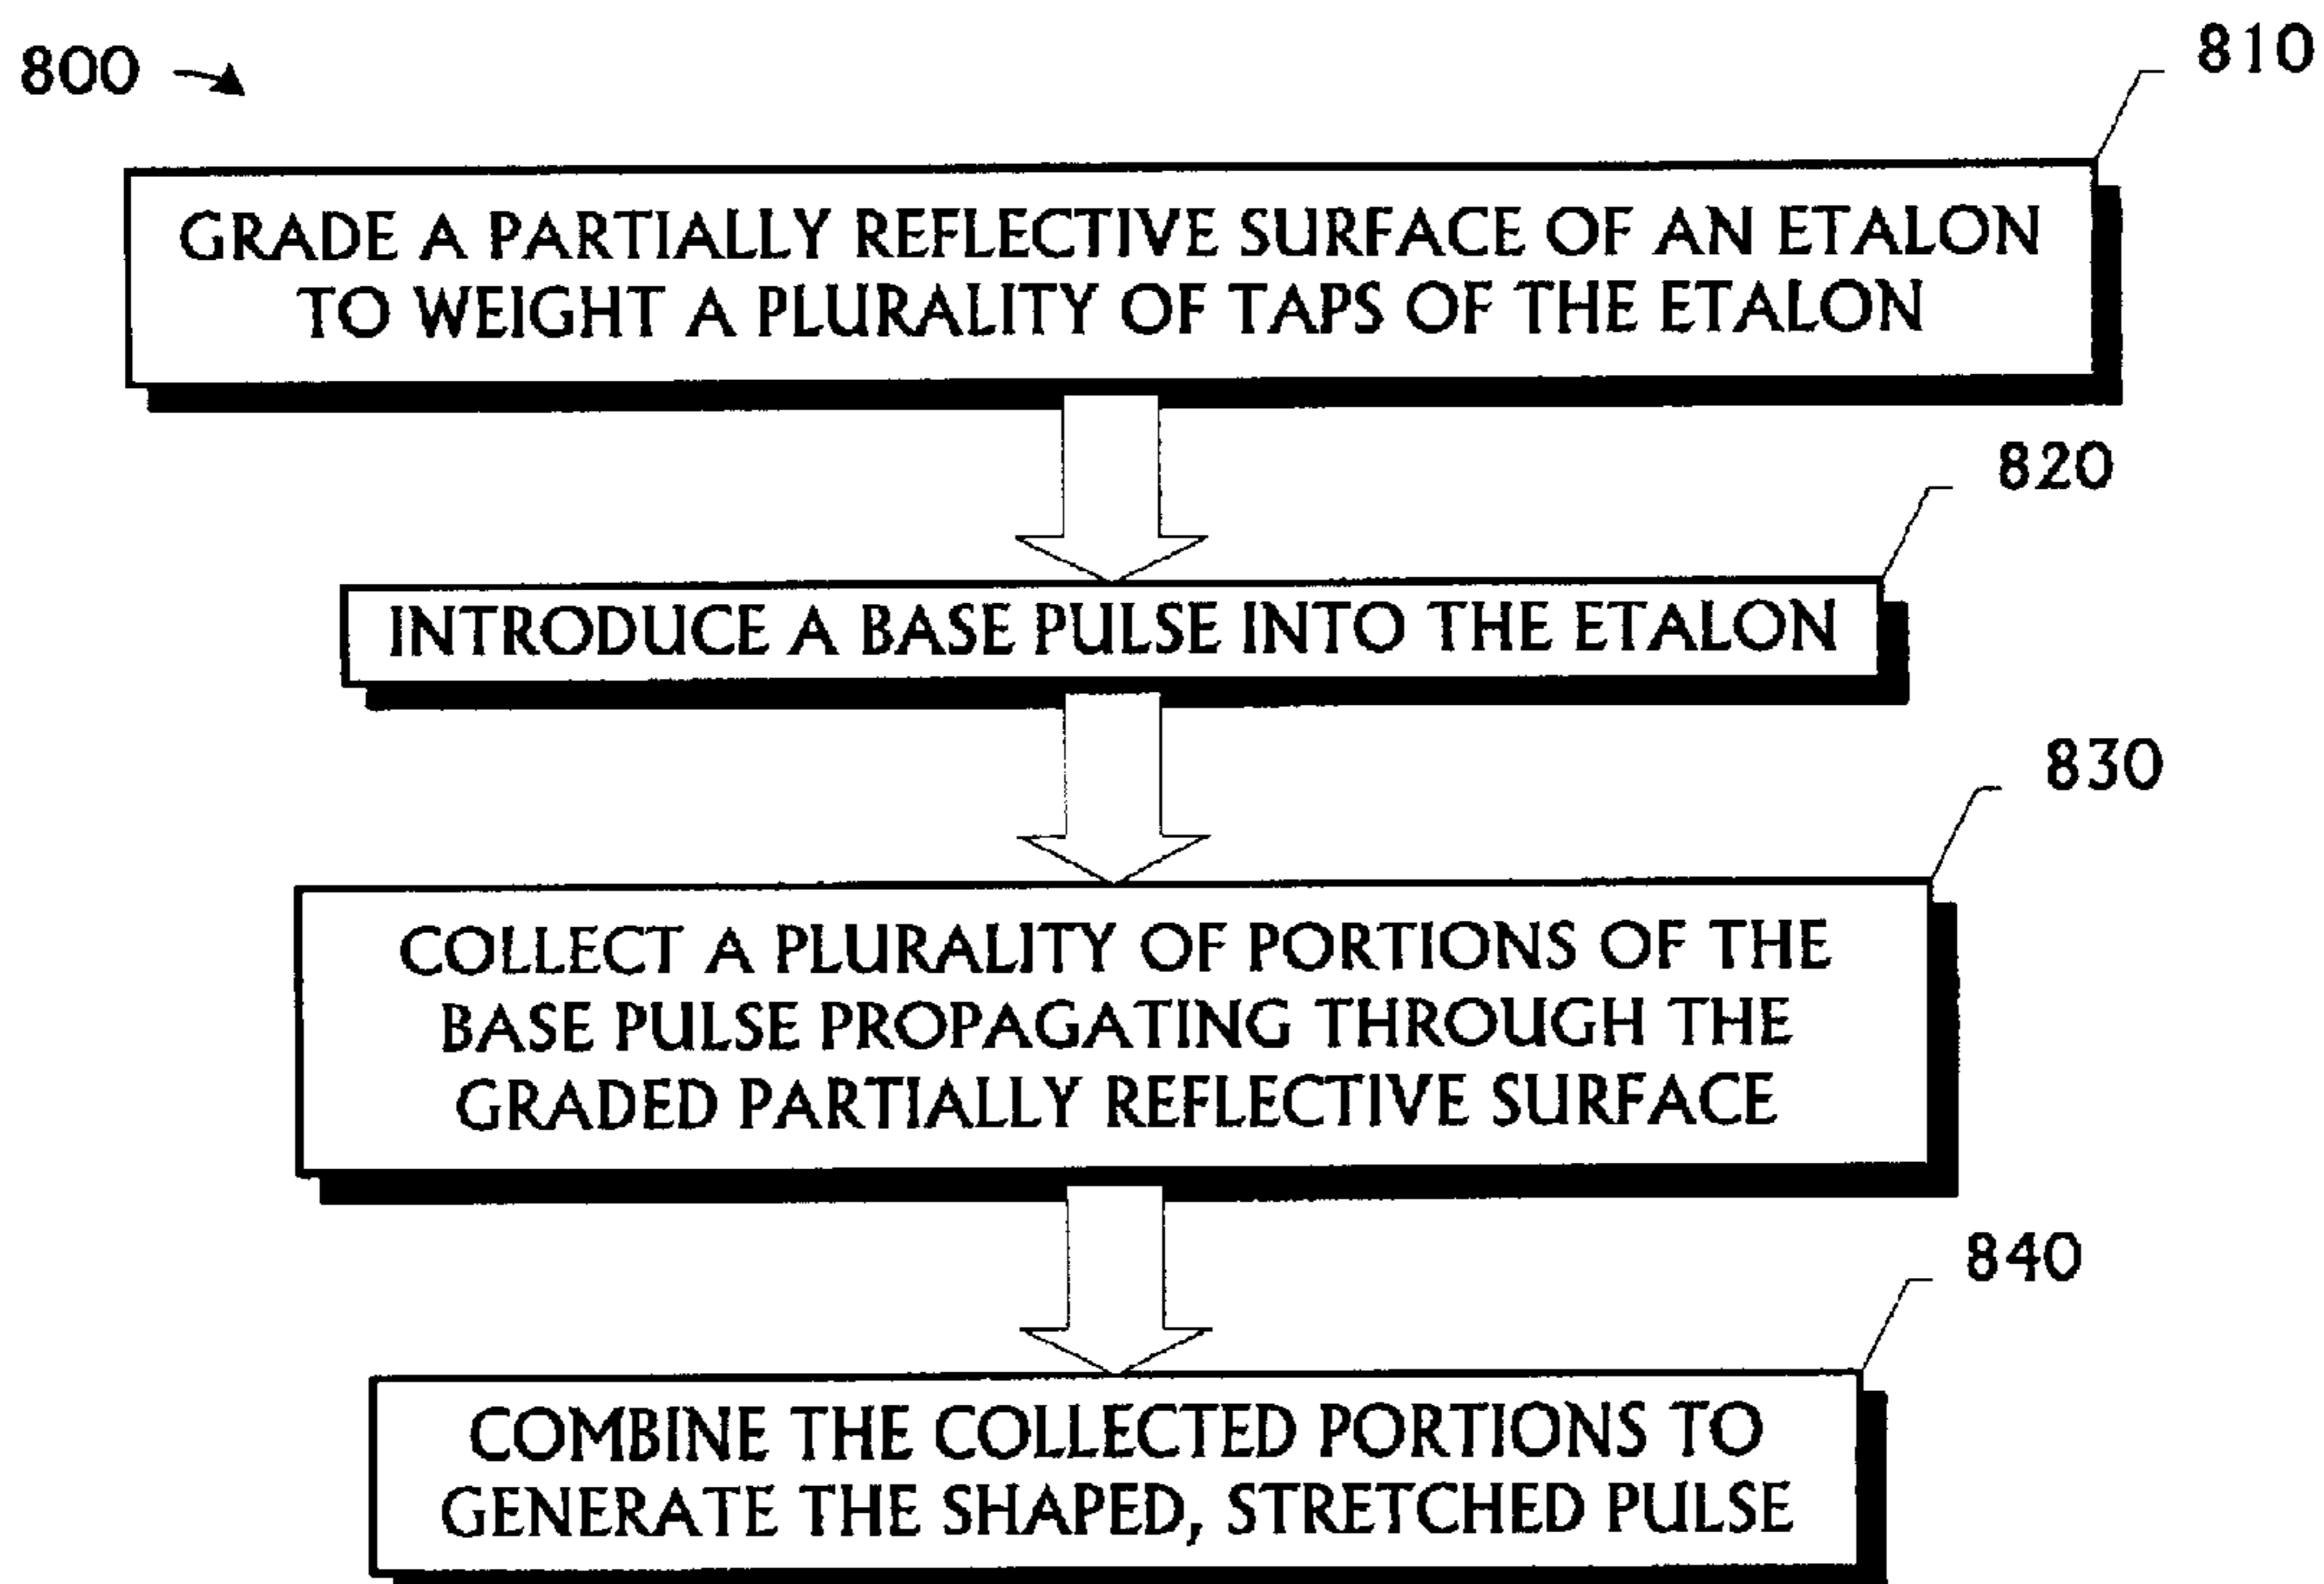 800
810
GRADE A PARTIALLY REFLECTIVE SURFACE OF AN ETALON
TO WEIGHT A PLURALITY OF TAPS OF THE ETALON
820
INTRODUCE A BASE PULSE INTO THE ETALON
830
COLLECT A PLURALITY OF PORTIONS OF THE
BASE PULSE PROPAGATING THROUGH THE
GRADED PARTIALLY REFLECTIVE SURFACE
840
COMBINE THE COLLECTED PORTIONS TO
GENERATE THE SHAPED, STRETCHED PULSE